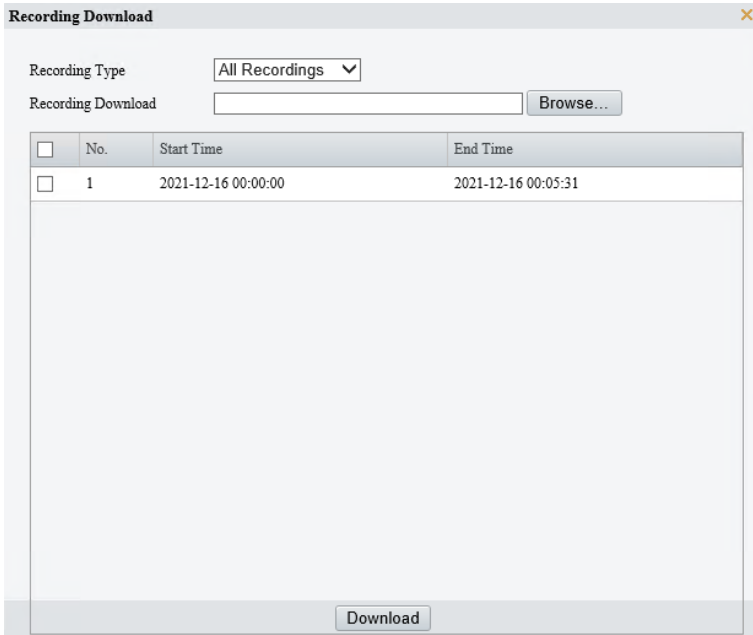 Recording Download
Recording Type All Recordings
Recording Download Browse...
No. Start Time End Time
1 2021-12-16 00:00:00 2021-12-16 00:05:31
Download